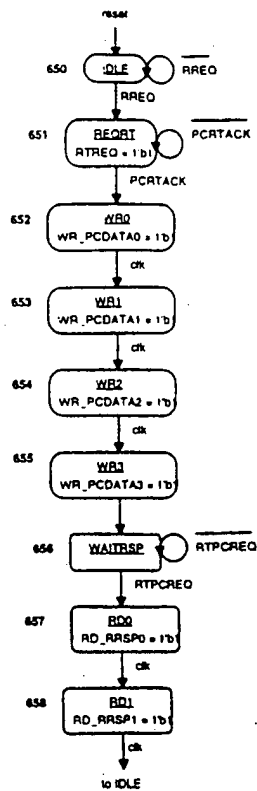 reset
650
IDLE
RREQ
RREQ
651
REQRT
RTREQ = 1'b1
PCRTACK
PCRTACK
652
WR0
WR_PCDATA0 = 1'b1
clk
653
WR1
WR_PCDATA1 = 1'b1
clk
654
WR2
WR_PCDATA2 = 1'b1
clk
655
WR3
WR_PCDATA3 = 1'b1
656
WAITRSP
RTPCREQ
RTPCREQ
657
RD0
RD_RRSP0 = 1'b1
clk
658
RD1
RD_RRSP1 = 1'b1
clk
to IDLE